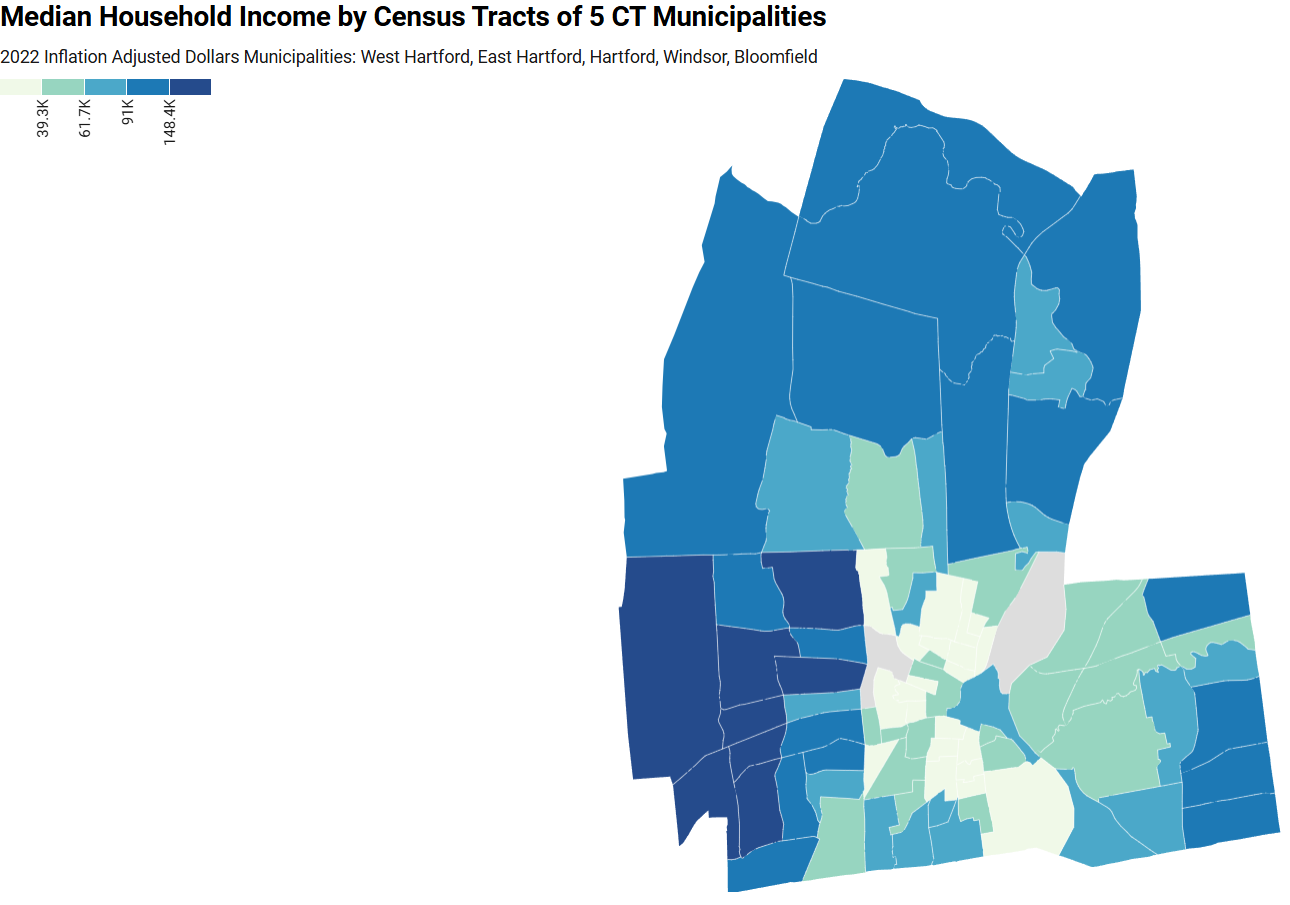 Median Household Income by Census Tracts of 5 CT Municipalities
2022 Inflation Adjusted Dollars Municipalities: West Hartford, East Hartford, Hartford, Windsor, Bloomfield
39.3K
61.7K
91K
148.4K